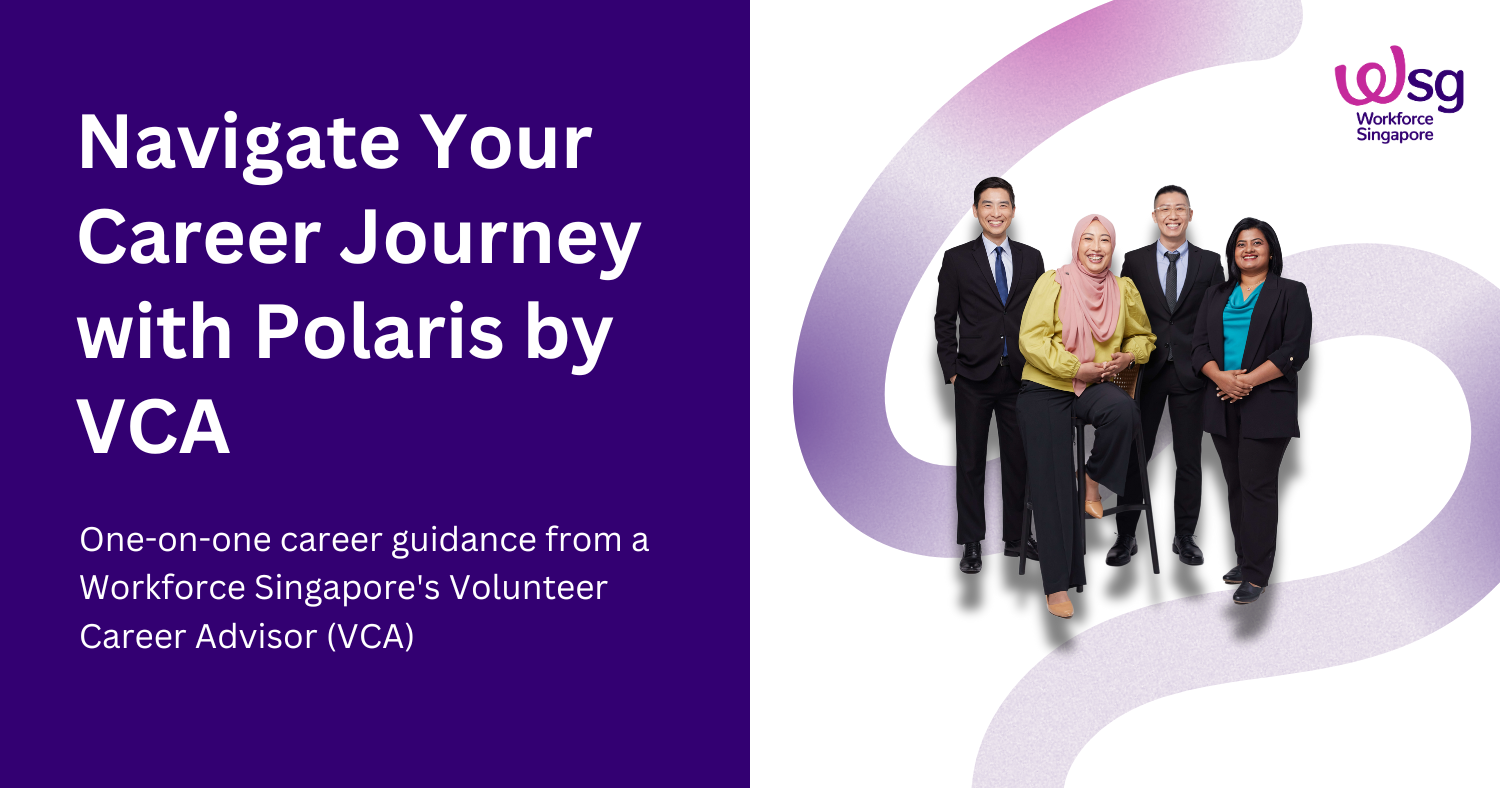 Navigate Your
Career Journey
with Polaris by
VCA
One-on-one career guidance from a
Workforce Singapore's Volunteer
Career Advisor (VCA)
wsg
Workforce
Singapore